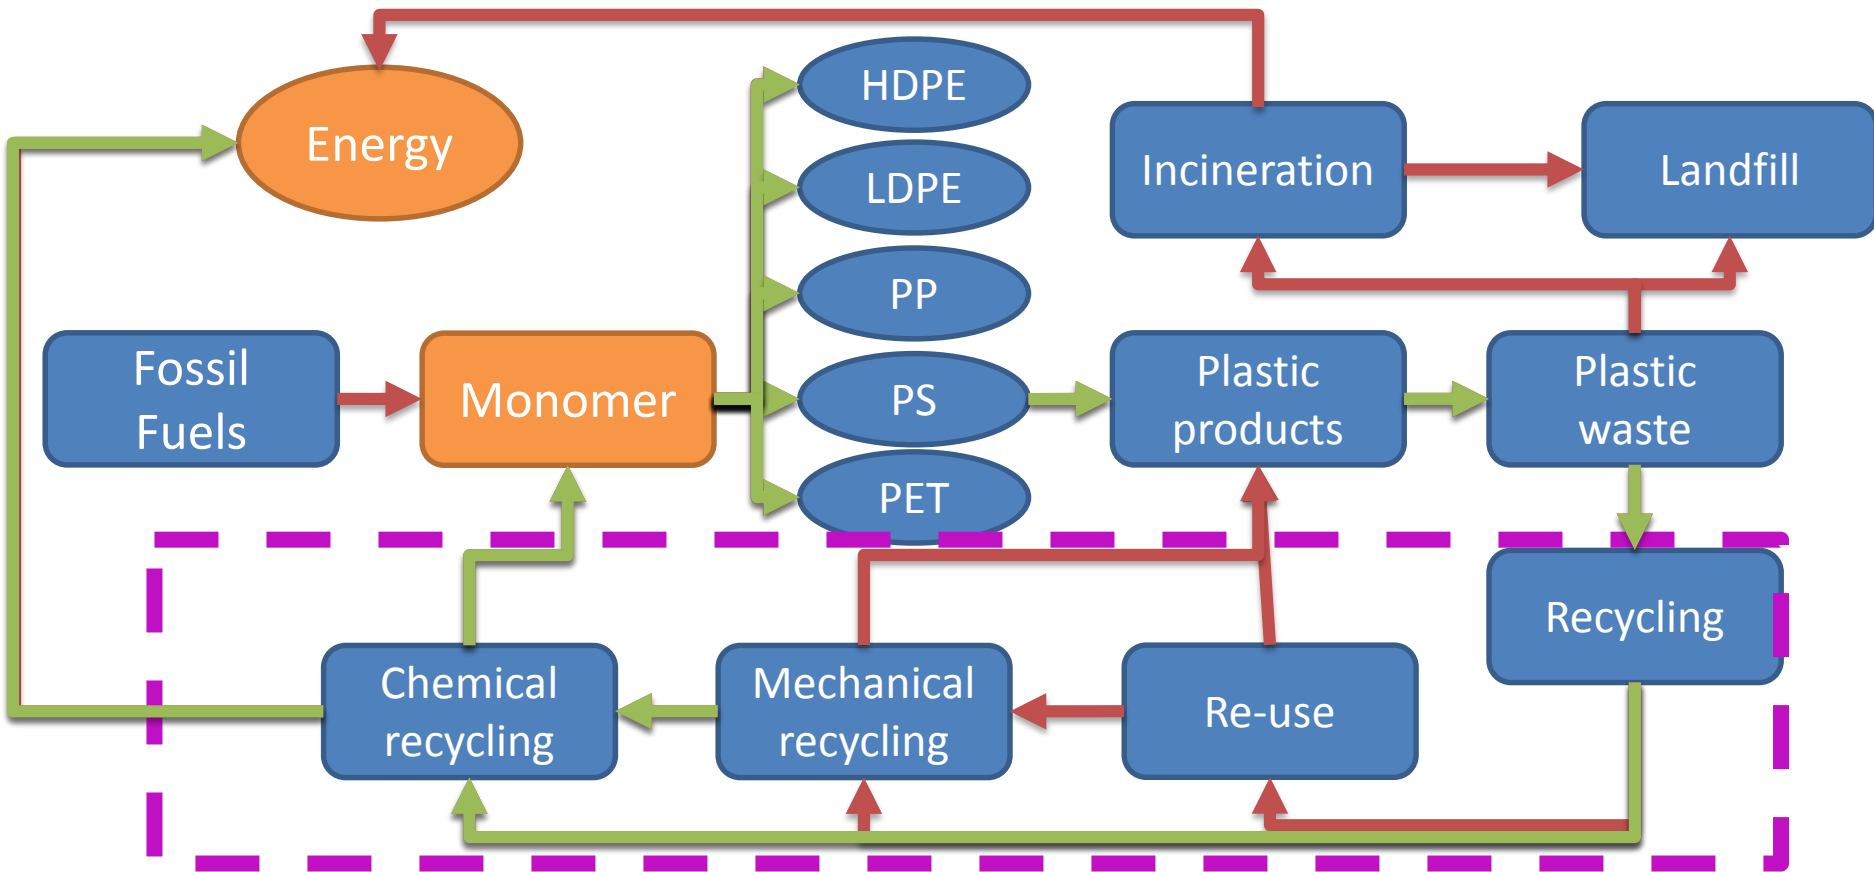 HDPE
Energy
LDPE
Incineration
Landfill
PP
Fossil
Fuels
Monomer
PS
Plastic
products
Plastic
waste
PET
Recycling
Chemical
recycling
Mechanical
recycling
Re-use